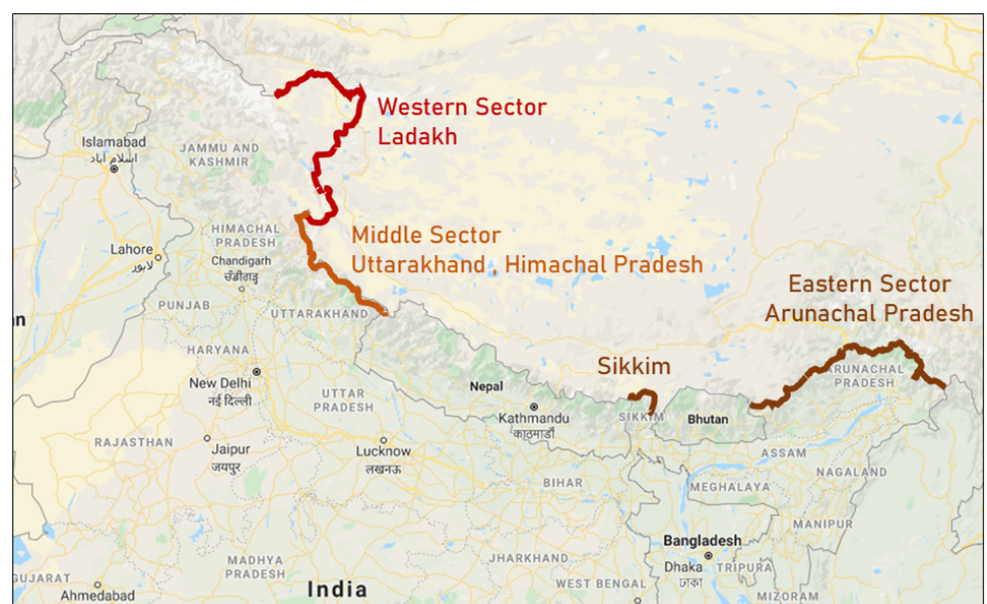 Western Sector
Ladakh
Islamabad
اسلام آباد
JAMMU AND
KASHMIR
HIMACHAL
PRADESH
Middle Sector
Uttarakhand , Himachal Pradesh
Lahore
لاہور
Chandigarh
ਚੰਡੀਗੜ੍ਹ
Eastern Sector
Arunachal Pradesh
PUNJAB
UTTARAKHAND
an
HARYANA
Sikkim
ARUNACHAL
PRADESH
New Delhi
नई दिल्ली
UTTAR
PRADESH
Nepal
Kathmandu
काठमाडौं
SIKKIM
Bhutan
RAJASTHAN
Jaipur
जयपुर
Lucknow
लखनऊ
ASSAM
NAGALAND
BIHAR
MEGHALAYA
MANIPUR
Bangladesh
Dhaka
ঢাকা
TRIPURA
MADHYA
PRADESH
JHARKHAND
GUJARAT
Ahmedabad
India
WEST BENGAL
MIZORAM